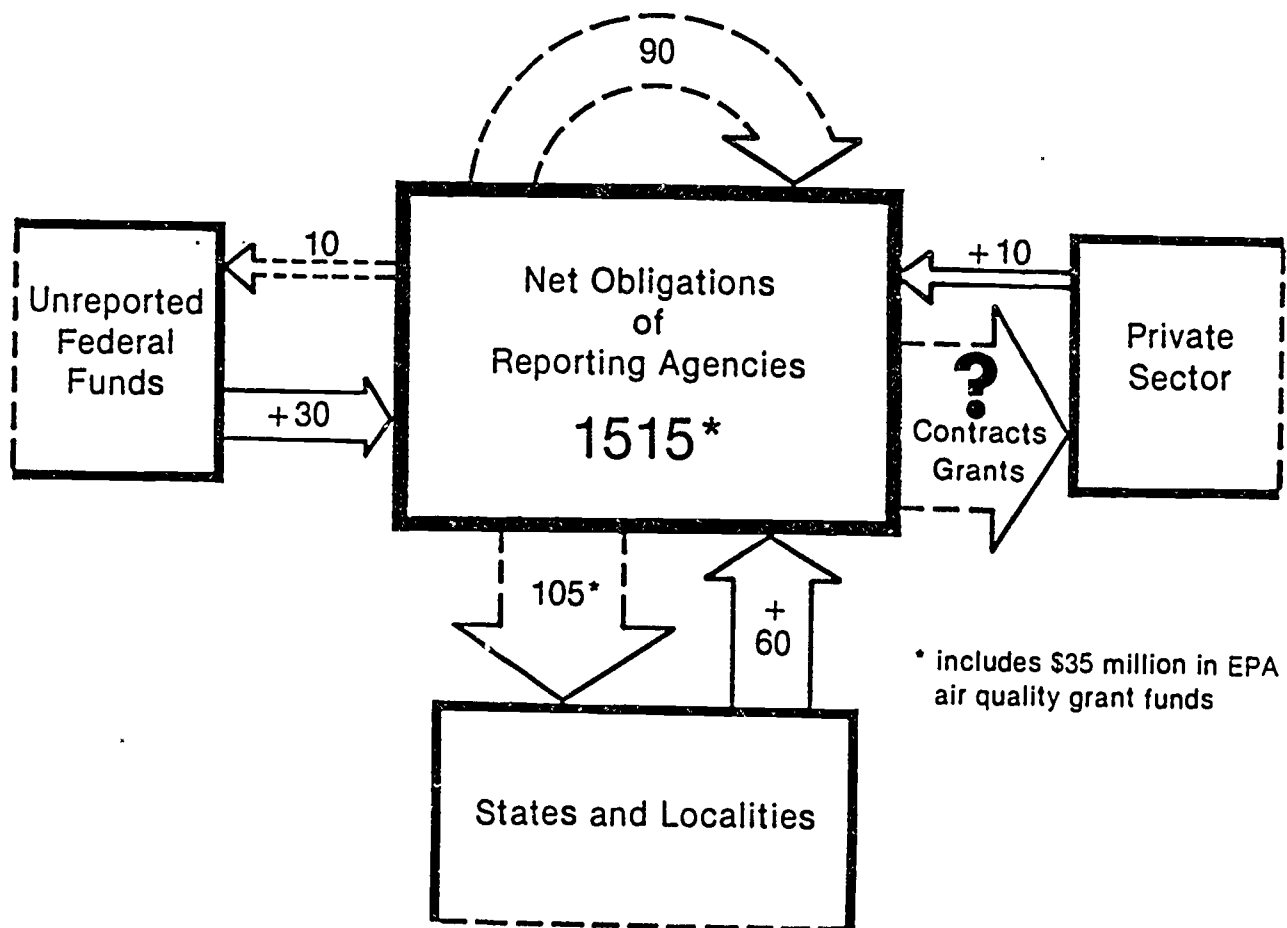 90
10
Unreported
Federal
Funds
+30
Net Obligations
of
Reporting Agencies
1515*
+10
?
Contracts
Grants
Private
Sector
105*
+
60
* includes $35 million in EPA
air quality grant funds
States and Localities